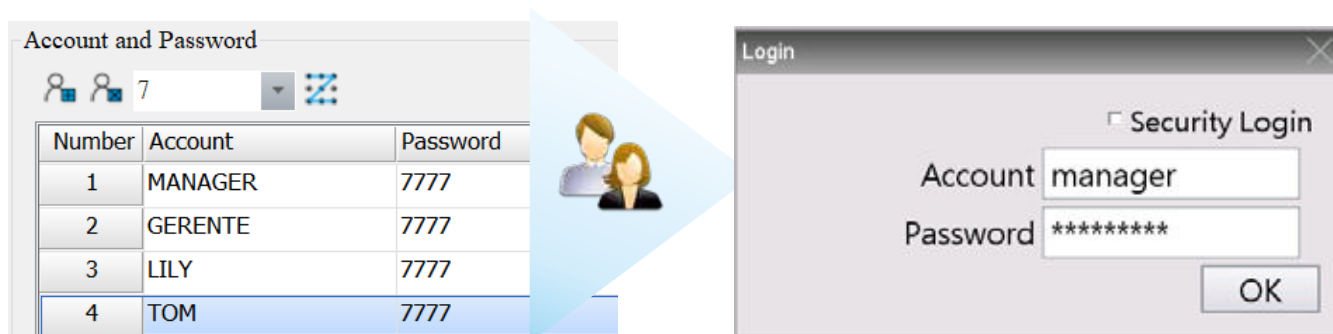 Account and Password
7
Number Account Password
1 MANAGER 7777
2 GERENTE 7777
3 LILY 7777
4 TOM 7777
Login
Security Login
Account manager
Password *********
OK